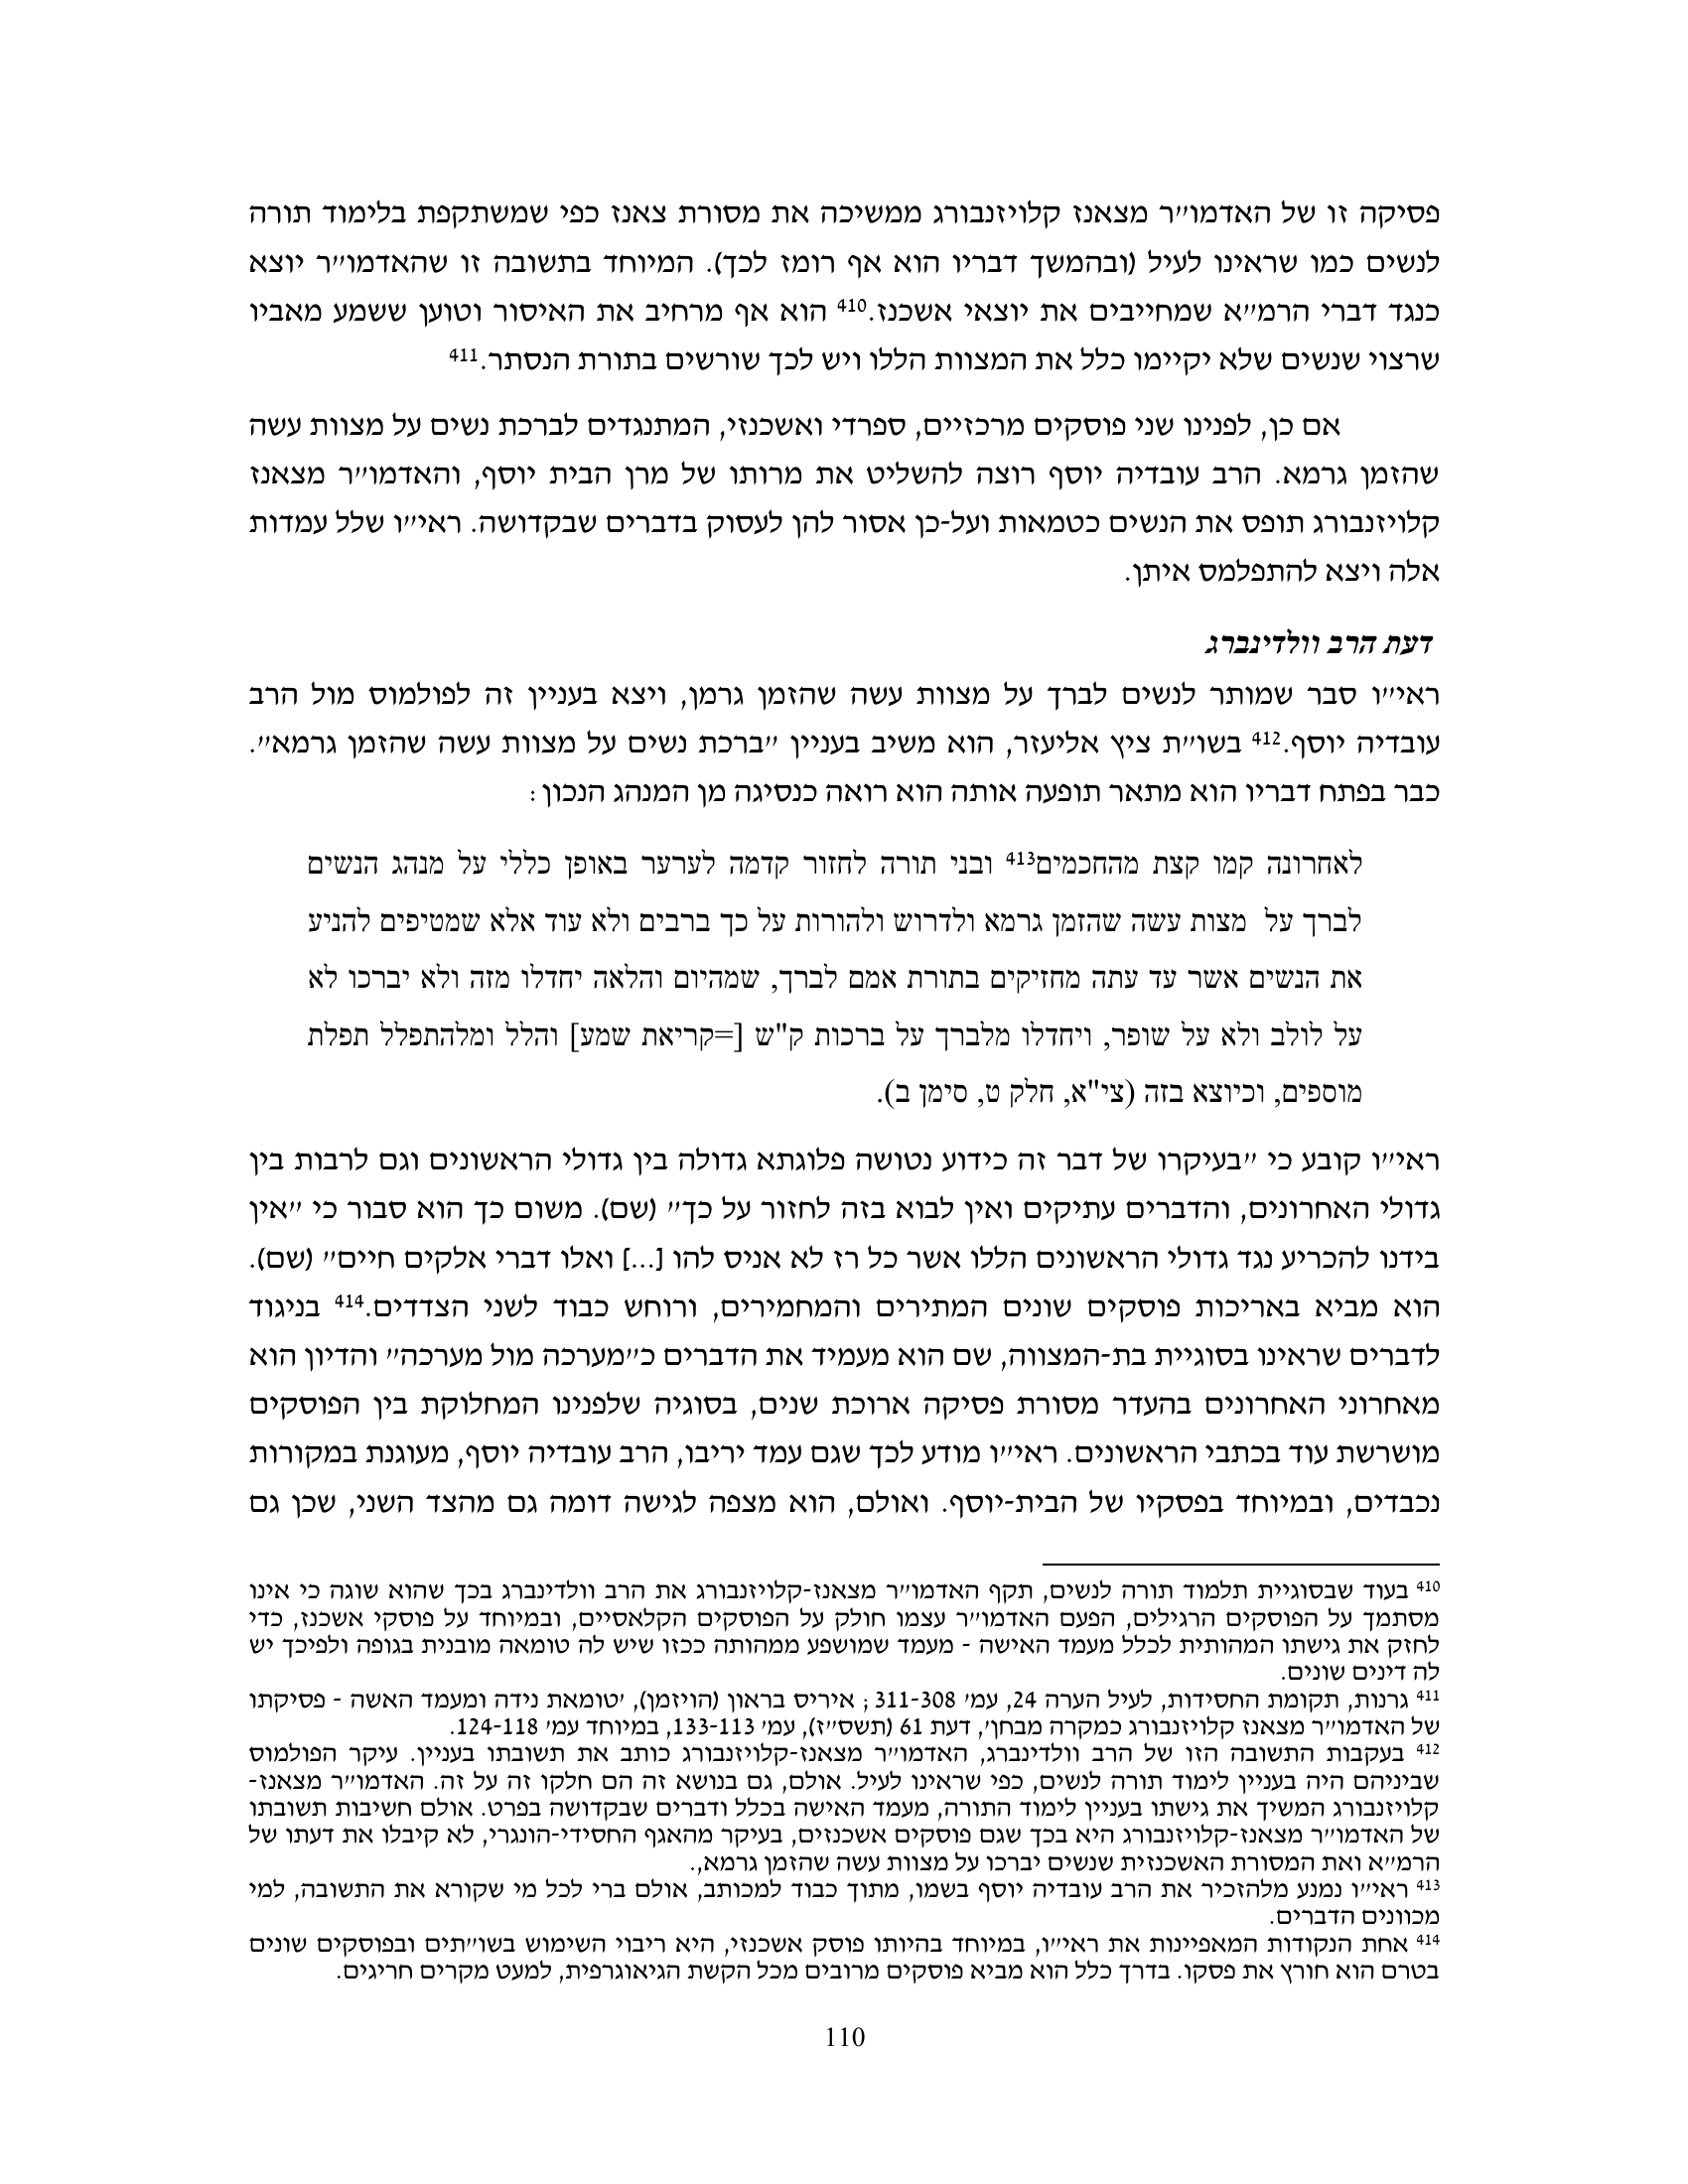 פסיקה זו של האדמו״ר מצאנז קלויזנבורג ממשיכה את מסורת צאנז כפי שמשתקפת בלימוד תורה
לנשים כמו שראינו לעיל (ובהמשך דבריו הוא אף רומז לכך). המיוחד בתשובה זו שהאדמו״ר יוצא
כנגד דברי הרמ״א שמחייבים את יוצאי אשכנז.410 הוא אף מרחיב את האיסור וטוען ששמע מאביו
שרצוי שנשים שלא יקיימו כלל את המצוות הללו ויש לכך שורשים בתורת הנסתר.411
אם כן, לפנינו שני פוסקים מרכזיים, ספרדי ואשכנזי, המתנגדים לברכת נשים על מצוות עשה
שהזמן גרמא. הרב עובדיה יוסף רוצה להשליט את מרותו של מרן הבית יוסף, והאדמו״ר מצאנז
קלויזנבורג תופס את הנשים כטמאות ועל-כן אסור להן לעסוק בדברים שבקדושה. ראי״ו שלל עמדות
אלה ויצא להתפלמס איתן.
דעת הרב וולדינברג
ראי״ו סבר שמותר לנשים לברך על מצוות עשה שהזמן גרמן, ויצא בעניין זה לפולמוס מול הרב
עובדיה יוסף.412 בשו״ת ציץ אליעזר, הוא משיב בעניין ״ברכת נשים על מצוות עשה שהזמן גרמא״.
כבר בפתח דבריו הוא מתאר תופעה אותה הוא רואה כנסיגה מן המנהג הנכון:
לאחרונה קמו קצת מהחכמים413 ובני תורה לחזור קדמה לערער באופן כללי על מנהג הנשים
לברך על מצות עשה שהזמן גרמא ולדרוש ולהורות על כך ברבים ולא עוד אלא שמטיפים להניע
את הנשים אשר עד עתה מחזיקים בתורת אמם לברך, שמהיום והלאה יחדלו מזה ולא יברכו לא
על לולב ולא על שופר, ויחדלו מלברך על ברכות ק"ש [=קריאת שמע] והלל ומלהתפלל תפלת
מוספים, וכיוצא בזה (צי"א, חלק ט, סימן ב).
ראי״ו קובע כי ״בעיקרו של דבר זה כידוע נטושה פלוגתא גדולה בין גדולי הראשונים וגם לרבות בין
גדולי האחרונים, והדברים עתיקים ואין לבוא בזה לחזור על כך״ (שם). משום כך הוא סבור כי ״אין
בידנו להכריע נגד גדולי הראשונים הללו אשר כל רז לא אניס להו [...] ואלו דברי אלקים חיים״ (שם).
הוא מביא באריכות פוסקים שונים המתירים והמחמירים, ורוחש כבוד לשני הצדדים.414 בניגוד
לדברים שראינו בסוגיית בת-המצווה, שם הוא מעמיד את הדברים כ״מערכה מול מערכה״ והדיון הוא
מאחרוני האחרונים בהעדר מסורת פסיקה ארוכת שנים, בסוגיה שלפנינו המחלוקת בין הפוסקים
מושרשת עוד בכתבי הראשונים. ראי״ו מודע לכך שגם עמד יריבו, הרב עובדיה יוסף, מעוגנת במקורות
נכבדים, ובמיוחד בפסקיו של הבית-יוסף. ואולם, הוא מצפה לגישה דומה גם מהצד השני, שכן גם
410 בעוד שבסוגיית תלמוד תורה לנשים, תקף האדמו״ר מצאנז-קלויזנבורג את הרב וולדינברג בכך שהוא שוגה כי אינו
מסתמך על הפוסקים הרגילים, הפעם האדמו״ר עצמו חולק על הפוסקים הקלאסיים, ובמיוחד על פוסקי אשכנז, כדי
לחזק את גישתו המהותית לכלל מעמד האישה - מעמד שמושפע ממהותה ככזו שיש לה טומאה מובנית בגופה ולפיכך יש
לה דינים שונים.
411 גרנות, תקומת החסידות, לעיל הערה 24, עמ׳ 311-308; איריס בראון (הויזמן), ׳טומאת נידה ומעמד האשה - פסיקתו
של האדמו״ר מצאנז קלויזנבורג כמקרה מבחן׳, דעת 61 (תשס״ז), עמ׳ 133-113, במיוחד עמ׳ 124-118.
412 בעקבות התשובה הזו של הרב וולדינברג, האדמו״ר מצאנז-קלויזנבורג כותב את תשובתו בעניין. עיקר הפולמוס
שביניהם היה בעניין לימוד תורה לנשים, כפי שראינו לעיל. אולם, גם בנושא זה הם חלקו זה על זה. האדמו״ר מצאנז-
קלויזנבורג המשיך את גישתו בעניין לימוד התורה, מעמד האישה בכלל ודברים שבקדושה בפרט. אולם חשיבות תשובתו
של האדמו״ר מצאנז-קלויזנבורג היא בכך שגם פוסקים אשכנזים, בעיקר מהאגף החסידי-הונגרי, לא קיבלו את דעתו של
הרמ״א ואת המסורת האשכנזית שנשים יברכו על מצוות עשה שהזמן גרמא,.
413 ראי״ו נמנע מלהזכיר את הרב עובדיה יוסף בשמו, מתוך כבוד למכותב, אולם ברי לכל מי שקורא את התשובה, למי
מכוונים הדברים.
414 אחת הנקודות המאפיינות את ראי״ו, במיוחד בהיותו פוסק אשכנזי, היא ריבוי השימוש בשו״תים ובפוסקים שונים
בטרם הוא חורץ את פסקו. בדרך כלל הוא מביא פוסקים מרובים מכל הקשת הגיאוגרפית, למעט מקרים חריגים.
110